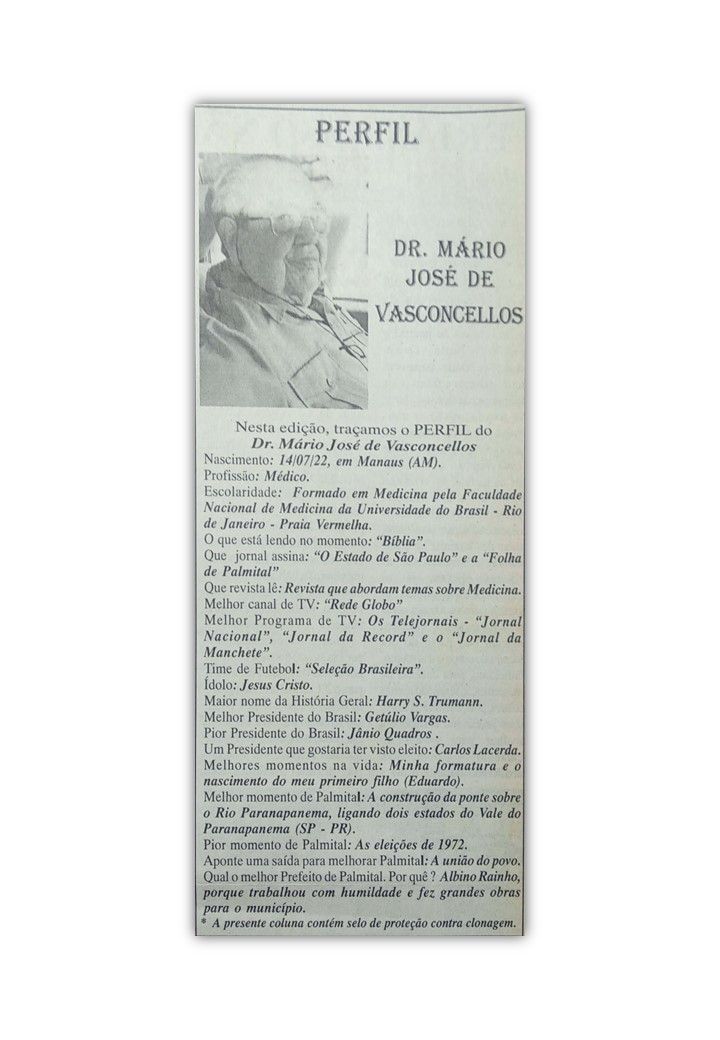 PERFIL
DR. MÁRIO
JOSÉ DE
VASCONCELLOS
Nesta edição, traçamos o PERFIL do
Dr. Mário José de Vasconcellos
Nascimento: 14/07/22, em Manaus (AM).
Profissão: Médico.
Escolaridade: Formado em Medicina pela Faculdade
Nacional de Medicina da Universidade do Brasil - Rio
de Janeiro - Praia Vermelha.
O que está lendo no momento: “Bíblia”.
Que jornal assina: “O Estado de São Paulo” e a “Folha
de Palmital”
Que revista lê: Revista que abordam temas sobre Medicina.
Melhor canal de TV: “Rede Globo”
Melhor Programa de TV: Os Telejornais - “Jornal
Nacional”, “Jornal da Record” e o “Jornal da
Manchete”.
Time de Futebol: “Seleção Brasileira”.
Ídolo: Jesus Cristo.
Maior nome da História Geral: Harry S. Trumann.
Melhor Presidente do Brasil: Getúlio Vargas.
Pior Presidente do Brasil: Jânio Quadros .
Um Presidente que gostaria ter visto eleito: Carlos Lacerda.
Melhores momentos na vida: Minha formatura e o
nascimento do meu primeiro filho (Eduardo).
Melhor momento de Palmital: A construção da ponte sobre
o Rio Paranapanema, ligando dois estados do Vale do
Paranapanema (SP - PR).
Pior momento de Palmital: As eleições de 1972.
Aponte uma saída para melhorar Palmital: A união do povo.
Qual o melhor Prefeito de Palmital. Por quê ? Albino Rainho,
porque trabalhou com humildade e fez grandes obras
para o município.
* A presente coluna contém selo de proteção contra clonagem.